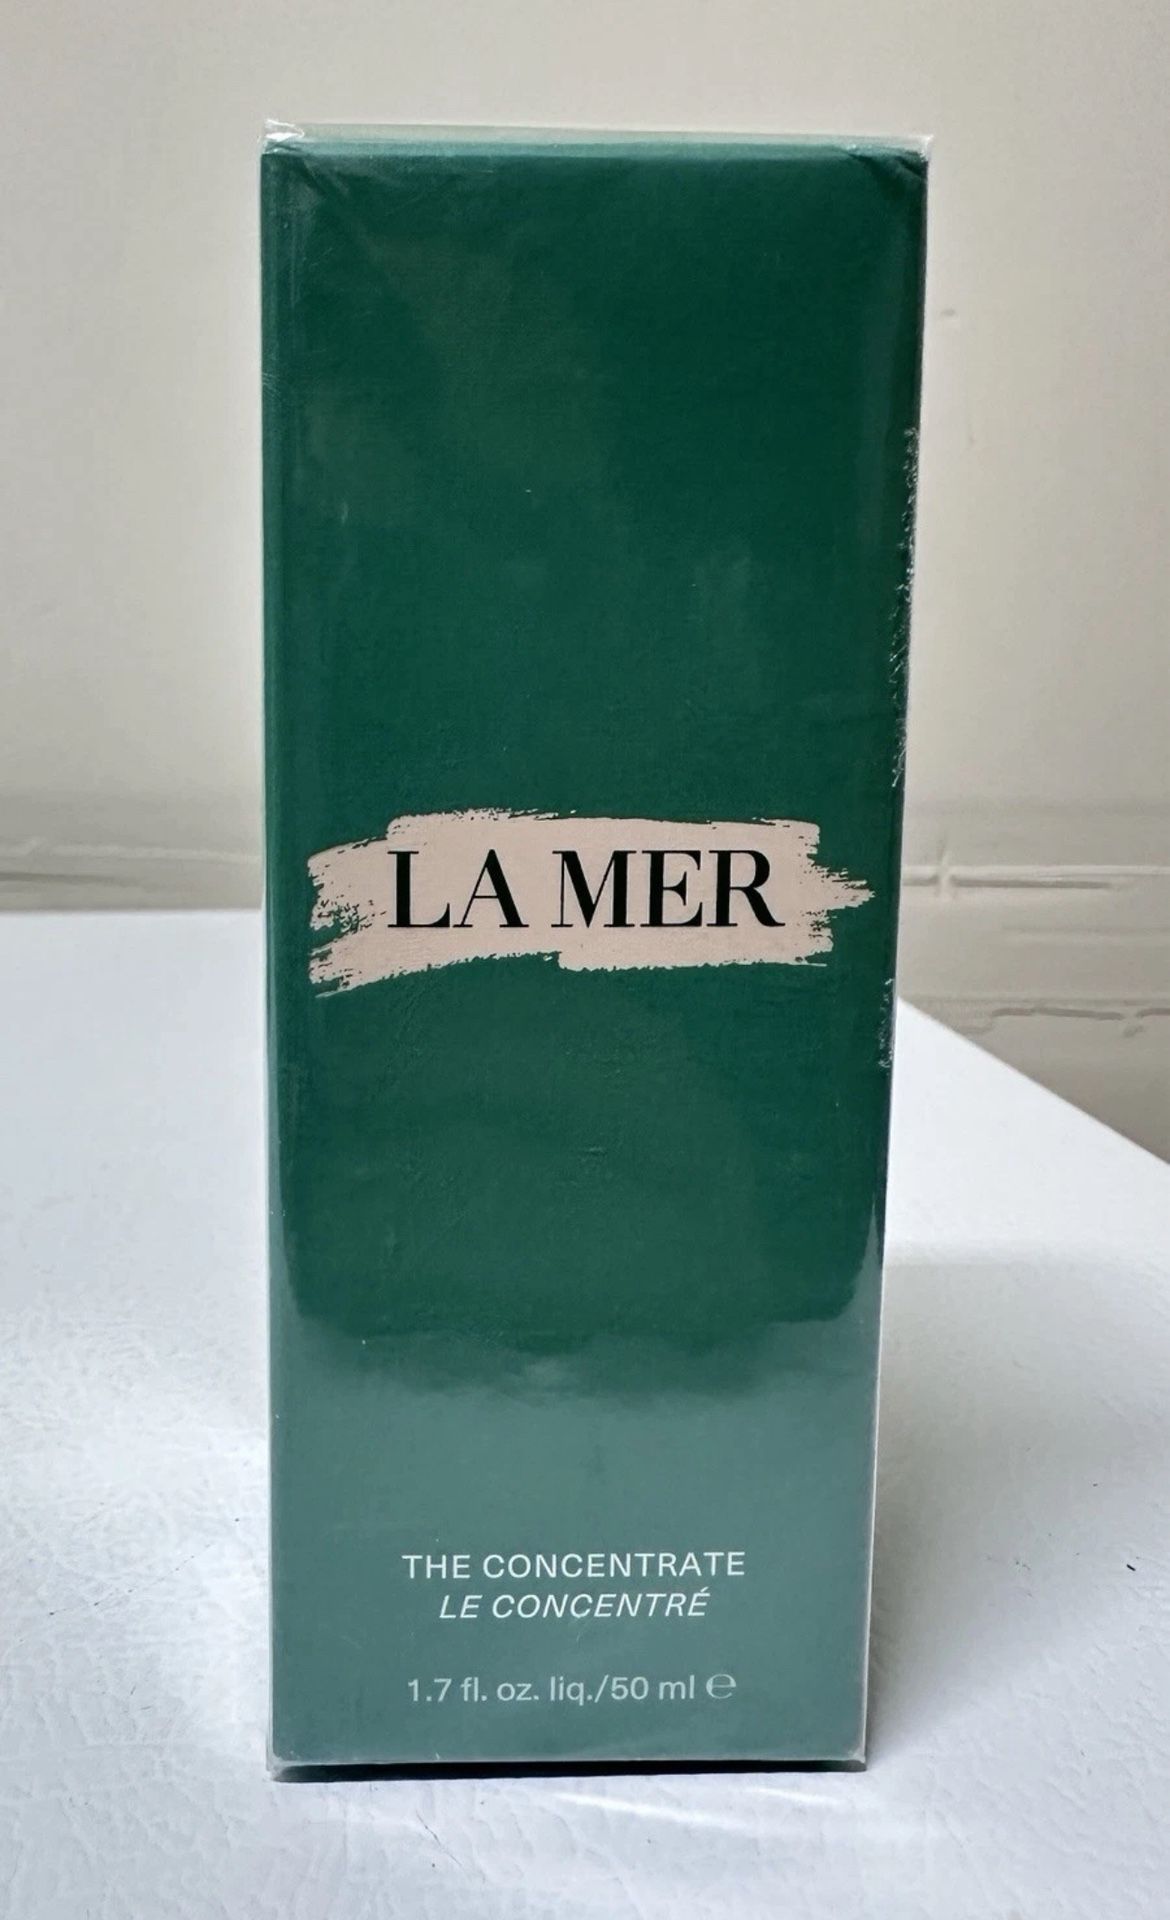 LA MER
THE CONCENTRATE
LE CONCENTRÉ
1.7 fl. oz. liq./50 ml ℮